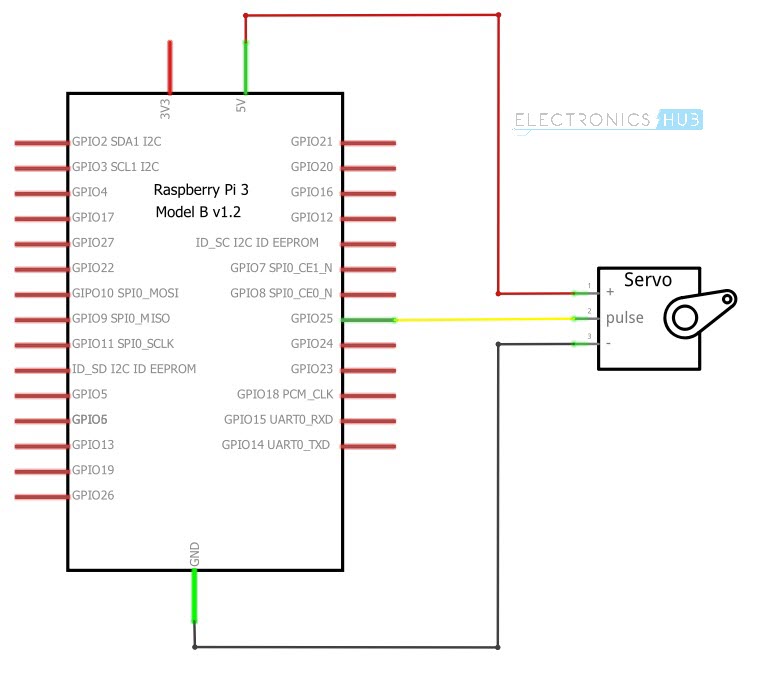 3V3
5V
ELECTRONICS HUB
GPIO2 SDA1 I2C
GPIO3 SCL1 I2C
GPIO4
GPIO17
GPIO27
GPIO22
GIPO10 SPI0_MOSI
GPIO9 SPI0_MISO
GPIO11 SPI0_SCLK
ID_SD I2C ID EEPROM
GPIO5
GPIO6
GPIO13
GPIO19
GPIO26
Raspberry Pi 3
Model B v1.2
GPIO21
GPIO20
GPIO16
GPIO12
ID_SC I2C ID EEPROM
GPIO7 SPI0_CE1_N
GPIO8 SPI0_CE0_N
GPIO25
GPIO24
GPIO23
GPIO18 PCM_CLK
GPIO15 UART0_RXD
GPIO14 UART0_TXD
GND
Servo
1 +
2 pulse
3 -